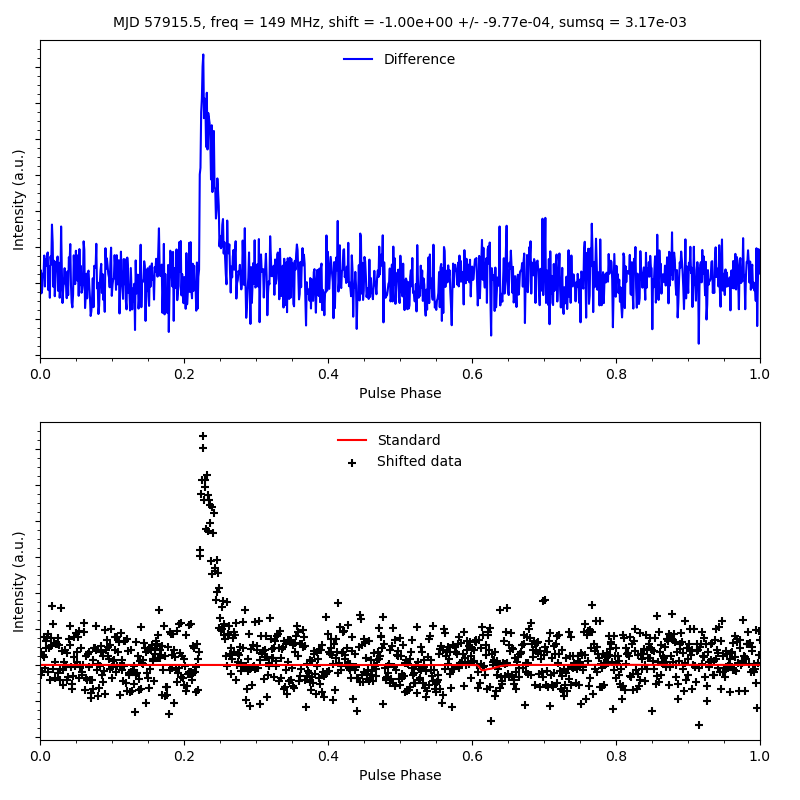 MJD 57915.5, freq = 149 MHz, shift = -1.00e+00 +/- -9.77e-04, sumsq = 3.17e-03
Difference
Intensity (a.u.)
0.0 0.2 0.4 0.6 0.8 1.0
Pulse Phase
Standard
Shifted data
Intensity (a.u.)
0.0 0.2 0.4 0.6 0.8 1.0
Pulse Phase